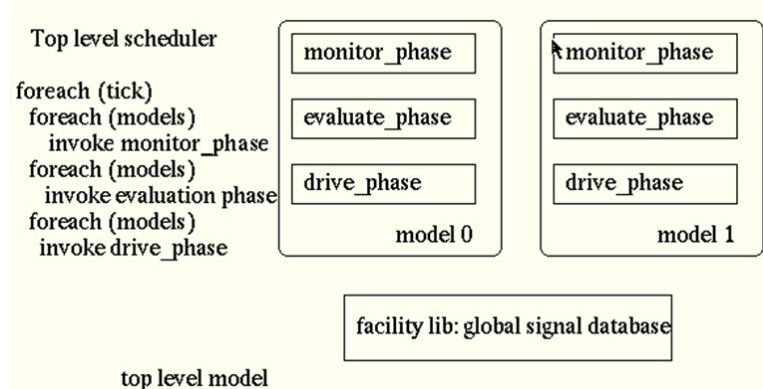 Top level scheduler
foreach (tick)
foreach (models)
invoke monitor_phase
foreach (models)
invoke evaluation phase
foreach (models)
invoke drive_phase
monitor_phase
evaluate_phase
drive_phase
model 0
monitor_phase
evaluate_phase
drive_phase
model 1
facility lib: global signal database
top level model